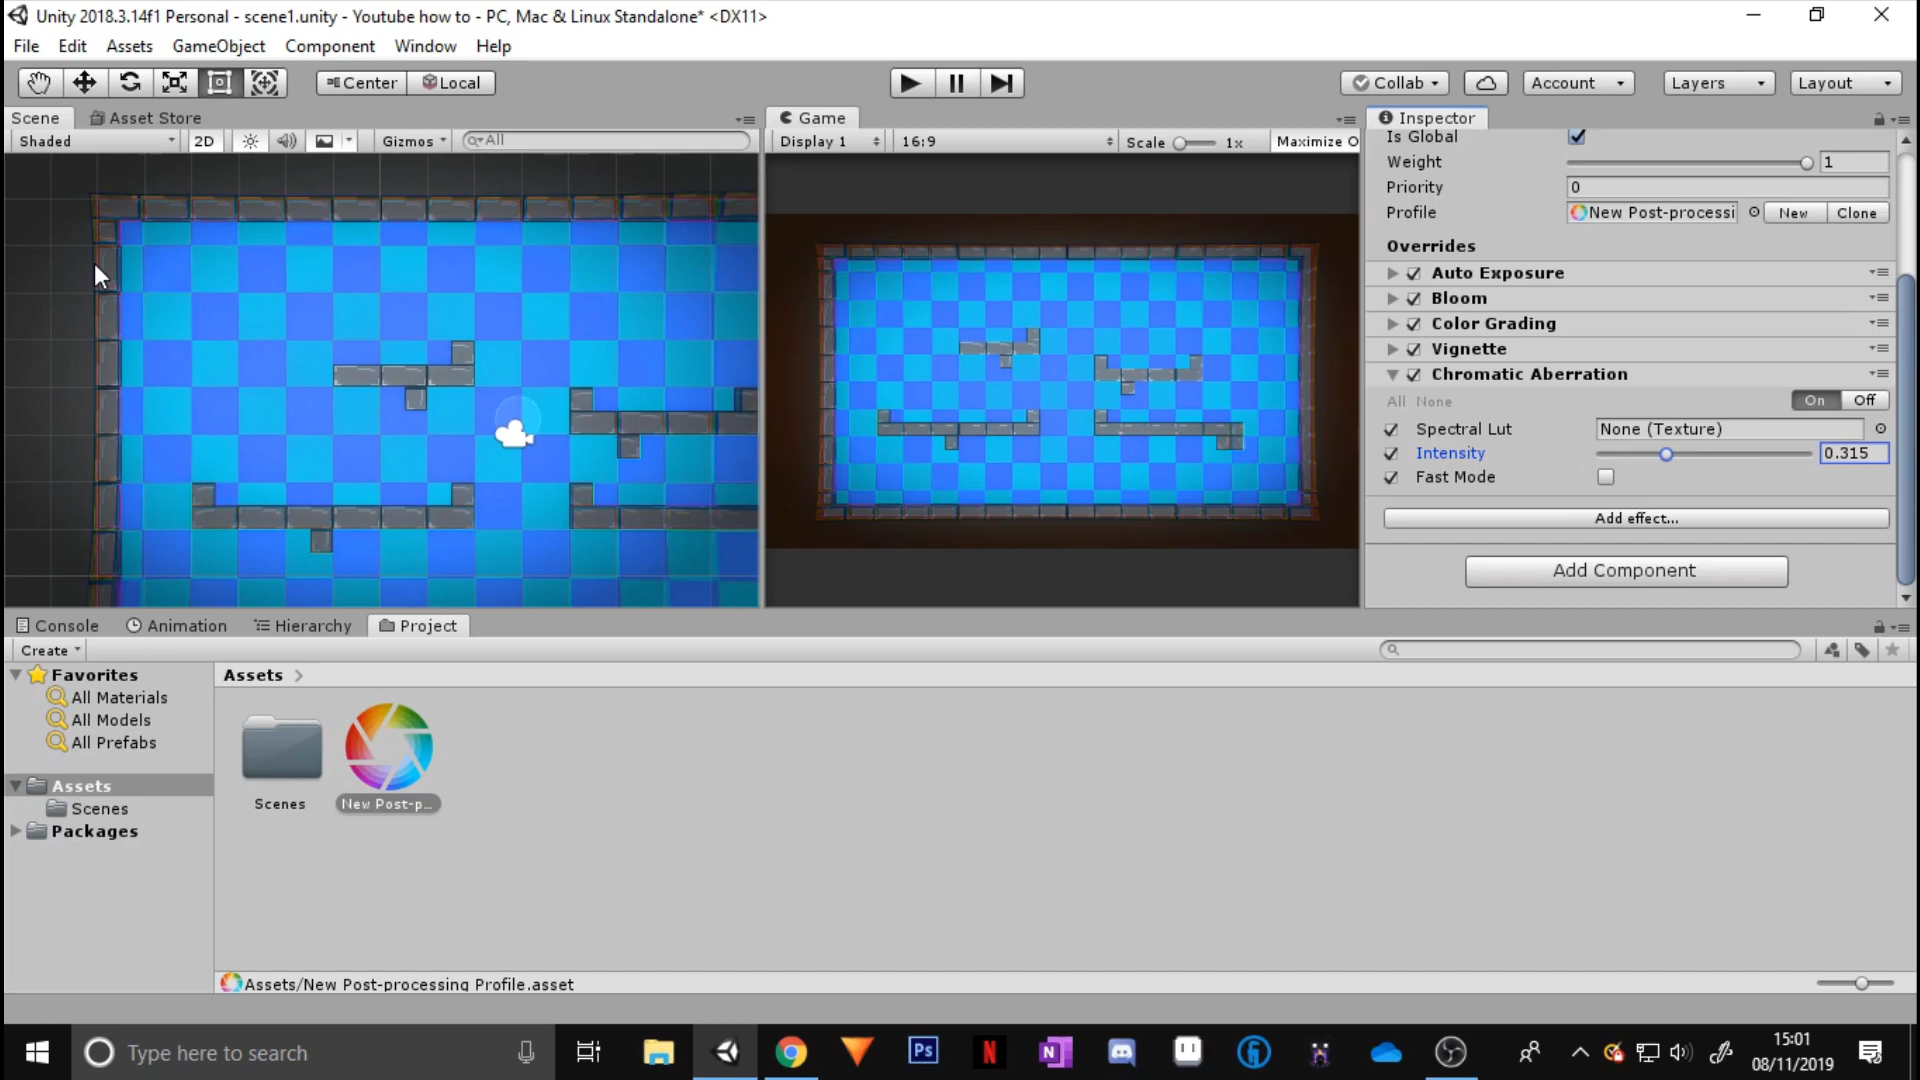 Unity 2018.3.14f1 Personal - scene1.unity - Youtube how to - PC, Mac & Linux Standalone* <DX11>
File Edit Assets GameObject Component Window Help
Center Local Collab Account Layers Layout
Scene Asset Store
Game
Inspector
Shaded 2D Gizmos All
Display 1 16:9 Scale 1x Maximize O
Is Global
Weight 1
Priority 0
Profile New Post-processi New Clone
Overrides
Auto Exposure
Bloom
Color Grading
Vignette
Chromatic Aberration
All None On Off
Spectral Lut None (Texture)
Intensity 0.315
Fast Mode
Add effect...
Add Component
Console Animation Hierarchy Project
Create
Favorites
All Materials
All Models
All Prefabs
Assets
Scenes
Packages
Assets
Scenes New Post-p...
Assets/New Post-processing Profile.asset
Type here to search
Ps
N
N
15:01
08/11/2019